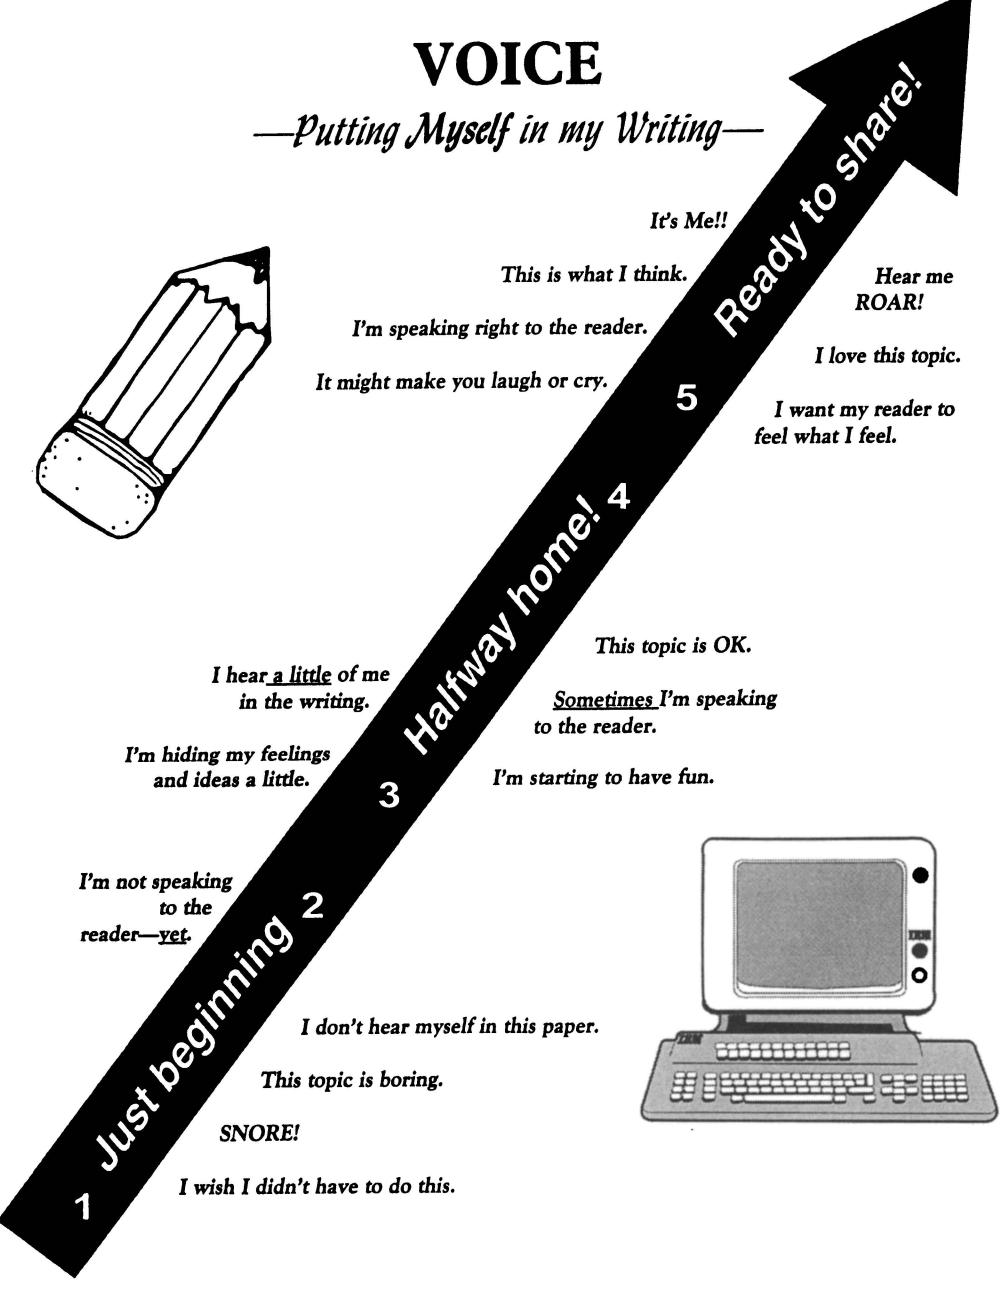 VOICE
—Putting Myself in my Writing—
Ready to share!
It's Me!!
This is what I think.
I'm speaking right to the reader.
It might make you laugh or cry.
Hear me
ROAR!
I love this topic.
I want my reader to
feel what I feel.
5
4
Halfway home!
I hear a little of me
in the writing.
I'm hiding my feelings
and ideas a little.
This topic is OK.
Sometimes I'm speaking
to the reader.
I'm starting to have fun.
3
2
Just beginning
I'm not speaking
to the
reader—yet.
I don't hear myself in this paper.
This topic is boring.
SNORE!
I wish I didn't have to do this.
1
IBM
IBM